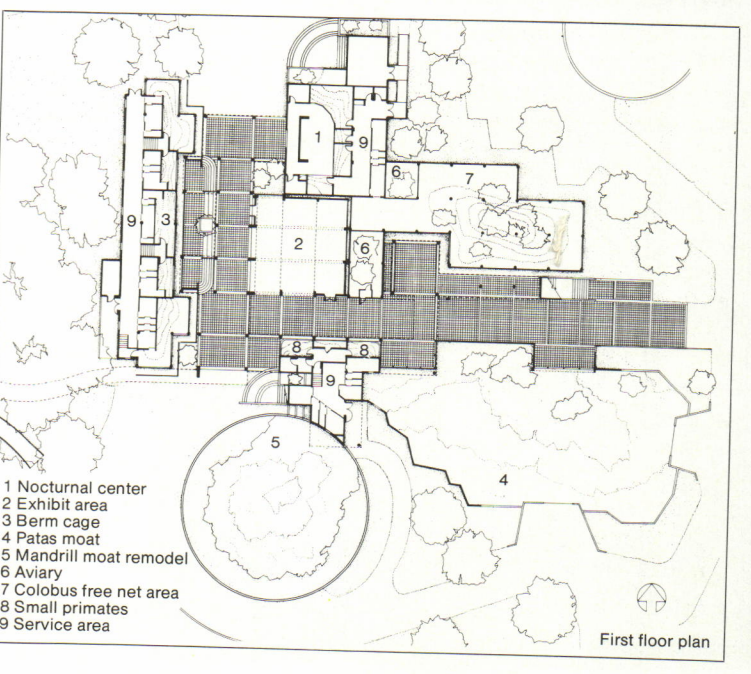 1
9
6
7
9
3
2
6
8
8
9
5
4
1 Nocturnal center
2 Exhibit area
3 Berm cage
4 Patas moat
5 Mandrill moat remodel
6 Aviary
7 Colobus free net area
8 Small primates
9 Service area
First floor plan